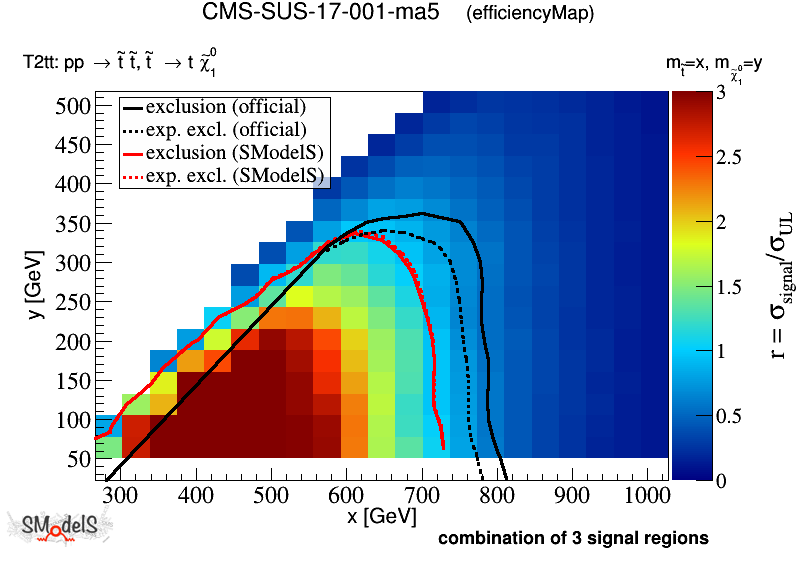 CMS-SUS-17-001-ma5 (efficiencyMap)
T2tt: pp → t̃ t̃, t̃ → t χ̃⁰₁
m_t̃=x, m_χ̃⁰₁=y
exclusion (official)
exp. excl. (official)
exclusion (SModelS)
exp. excl. (SModelS)
500
450
400
350
300
250
200
150
100
50
y [GeV]
300 400 500 600 700 800 900 1000
x [GeV]
3
2.5
2
1.5
1
0.5
0
r = σ_signal/σ_UL
SModelS
combination of 3 signal regions